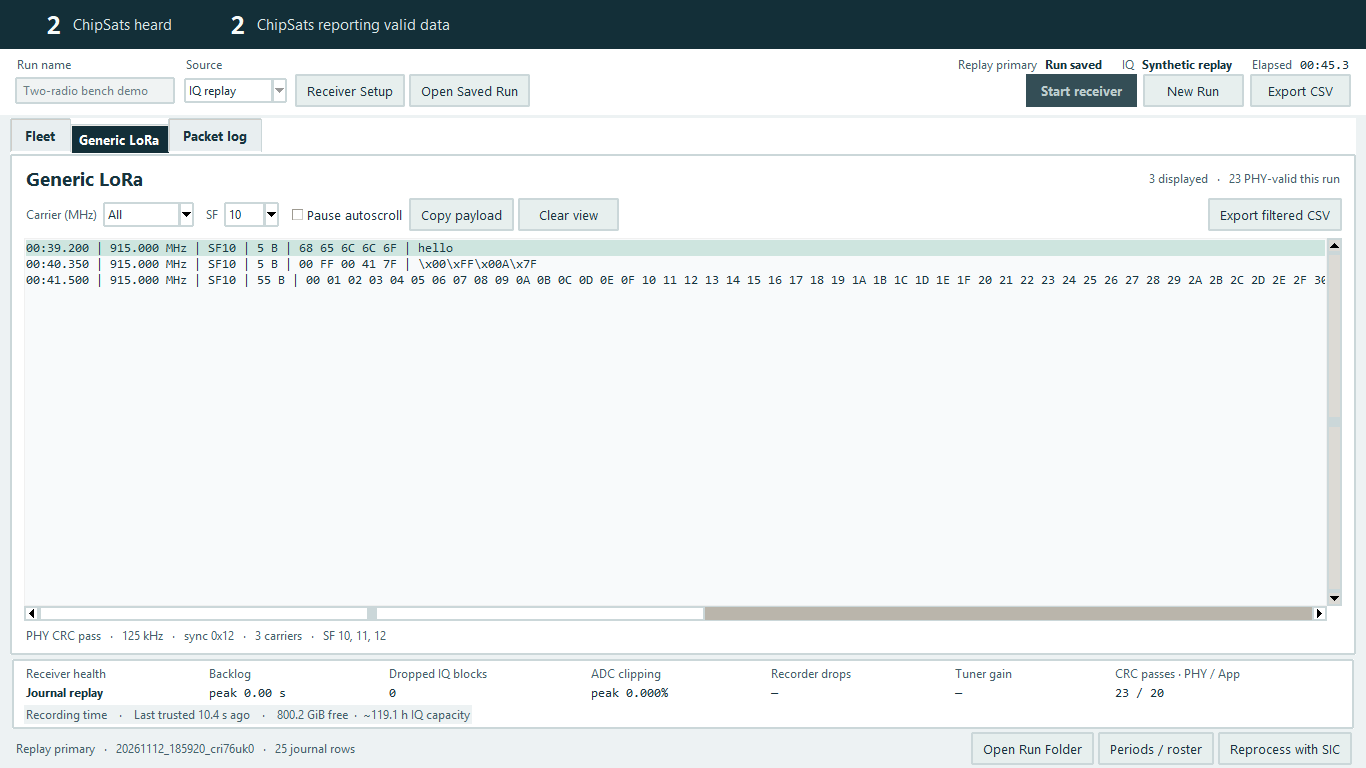 2 ChipSats heard 2 ChipSats reporting valid data
Run name Source Replay primary Run saved IQ Synthetic replay Elapsed 00:45.3
Two-radio bench demo IQ replay Receiver Setup Open Saved Run Start receiver New Run Export CSV
Fleet Generic LoRa Packet log
Generic LoRa 3 displayed · 23 PHY-valid this run
Carrier (MHz) All SF 10 Pause autoscroll Copy payload Clear view Export filtered CSV
00:39.200 | 915.000 MHz | SF10 | 5 B | 68 65 6C 6C 6F | hello
00:40.350 | 915.000 MHz | SF10 | 5 B | 00 FF 00 41 7F | \x00\xFF\x00A\x7F
00:41.500 | 915.000 MHz | SF10 | 55 B | 00 01 02 03 04 05 06 07 08 09 0A 0B 0C 0D 0E 0F 10 11 12 13 14 15 16 17 18 19 1A 1B 1C 1D 1E 1F 20 21 22 23 24 25 26 27 28 29 2A 2B 2C 2D 2E 2F
PHY CRC pass · 125 kHz · sync 0x12 · 3 carriers · SF 10, 11, 12
Receiver health Backlog Dropped IQ blocks ADC clipping Recorder drops Tuner gain CRC passes · PHY / App
Journal replay peak 0.00 s 0 peak 0.000% — — 23 / 20
Recording time · Last trusted 10.4 s ago · 800.2 GiB free · ~119.1 h IQ capacity
Replay primary · 20261112_185920_cri76uk0 · 25 journal rows Open Run Folder Periods / roster Reprocess with SIC